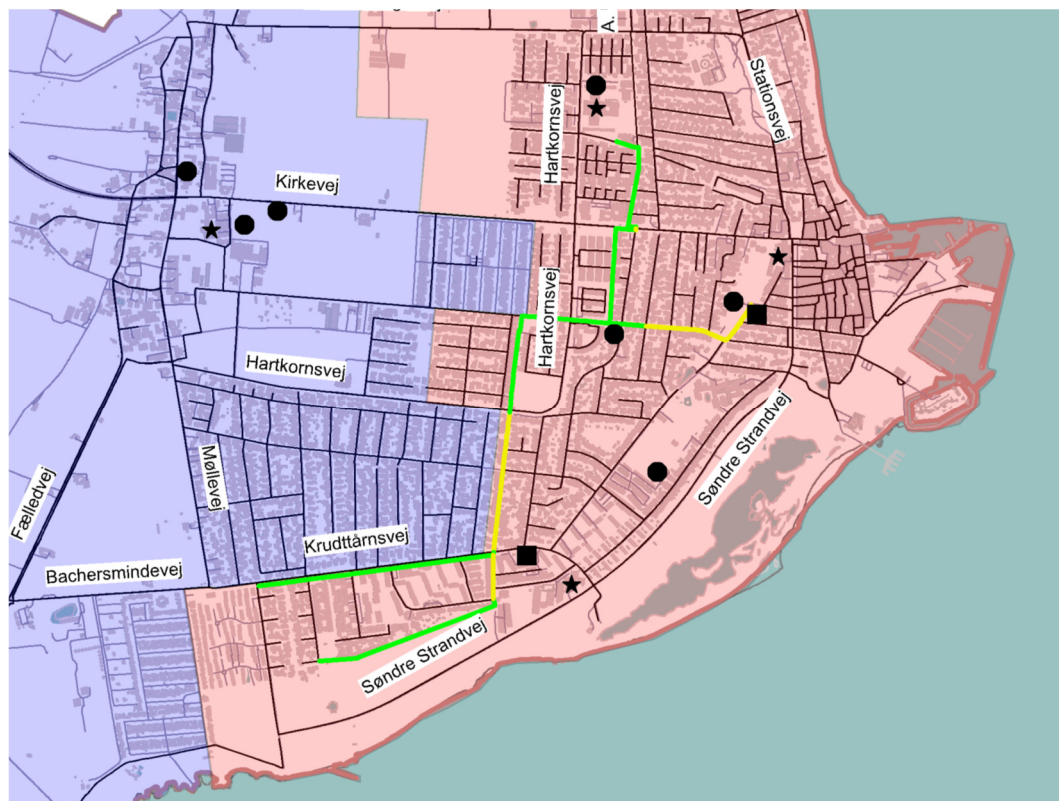 A.
Stationsvej
Hartkornsvej
Kirkevej
Hartkornsvej
Hartkornsvej
Møllevej
Søndre Strandvej
Fælledvej
Krudttårnsvej
Bachersmindevej
Søndre Strandvej